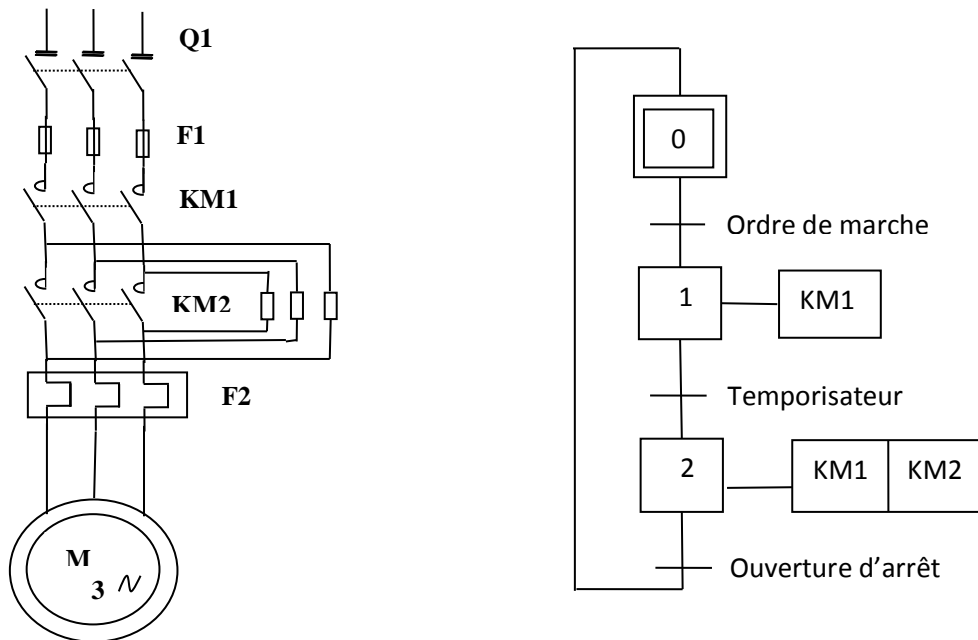 Q1
F1
KM1
KM2
F2
M
3 ~
0
Ordre de marche
1
KM1
Temporisateur
2
KM1 KM2
Ouverture d'arrêt